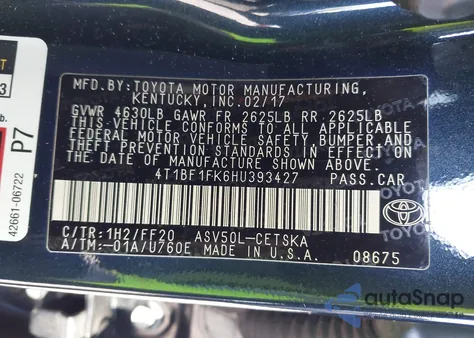 MFD.BY:TOYOTA MOTOR MANUFACTURING,
KENTUCKY, INC. 02/17
GVWR 4630LB GAWR FR 2625LB RR 2625LB
THIS VEHICLE CONFORMS TO ALL APPLICABLE
FEDERAL MOTOR VEHICLE SAFETY, BUMPER, AND
THEFT PREVENTION STANDARDS IN EFFECT ON
THE DATE OF MANUFACTURE SHOWN ABOVE.
4T1BF1FK6HU393427 PASS.CAR
C/TR:1H2/FF20 ASV50L-CETSKA
A/TM:-01A/U760E MADE IN U.S.A. 08675
TOYOTA
3
P7
42661-06722
autoSnap